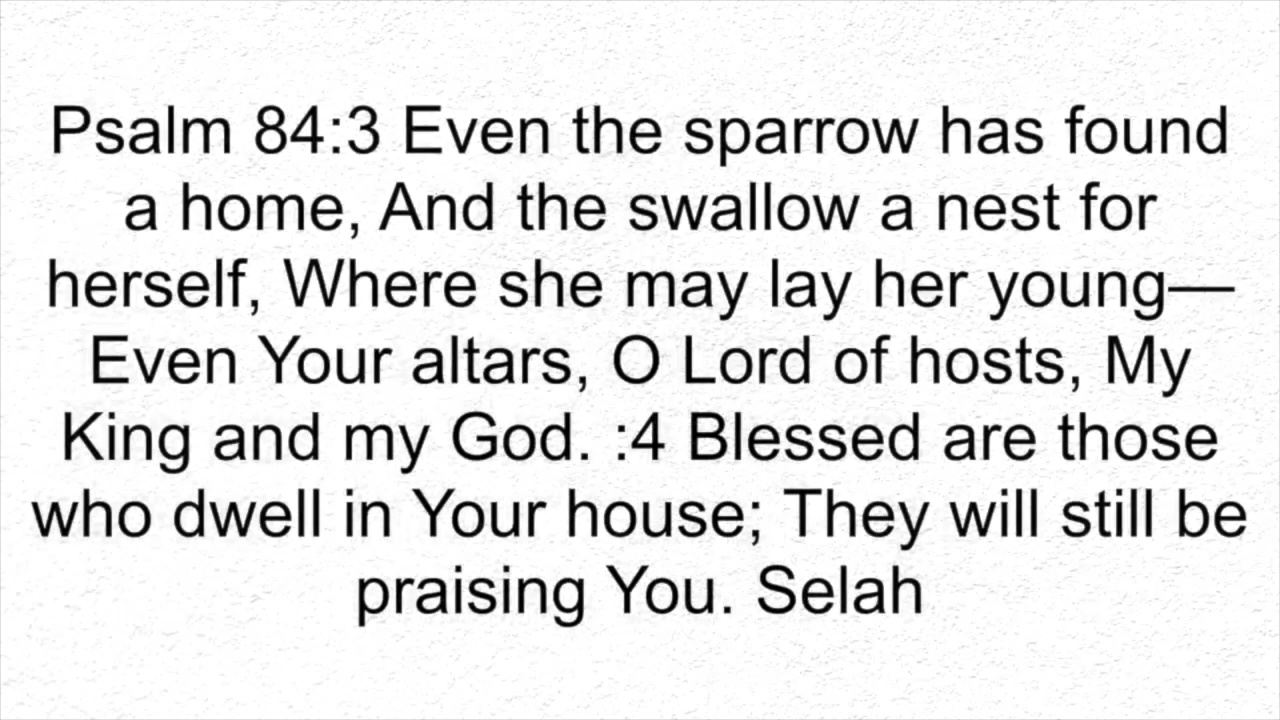 Psalm 84:3 Even the sparrow has found
a home, And the swallow a nest for
herself, Where she may lay her young—
Even Your altars, O Lord of hosts, My
King and my God. :4 Blessed are those
who dwell in Your house; They will still be
praising You. Selah